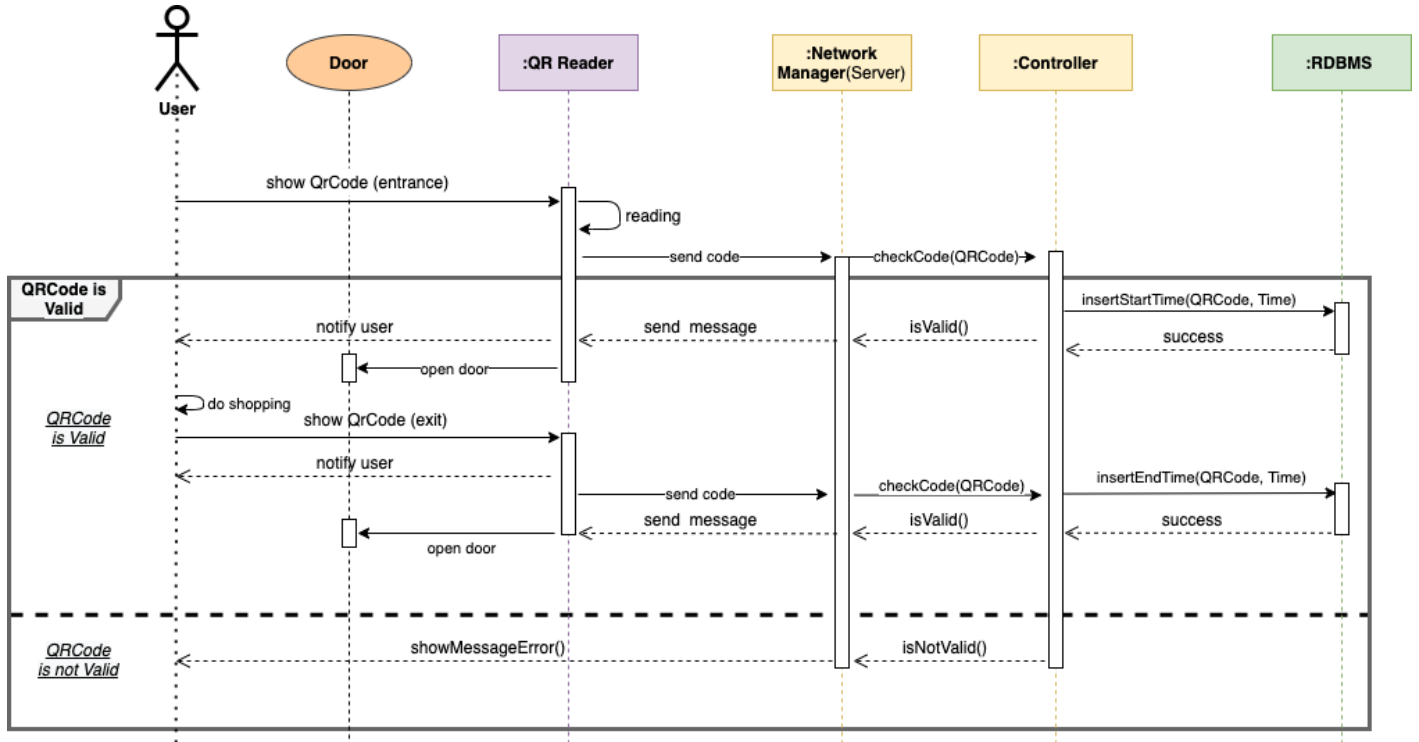 User
Door
:QR Reader
:Network
Manager(Server)
:Controller
:RDBMS
show QrCode (entrance)
reading
send code
checkCode(QRCode)
QRCode is
Valid
insertStartTime(QRCode, Time)
notify user
send message
isValid()
success
open door
do shopping
QRCode
is Valid
show QrCode (exit)
notify user
send code
checkCode(QRCode)
insertEndTime(QRCode, Time)
send message
isValid()
success
open door
QRCode
is not Valid
showMessageError()
isNotValid()